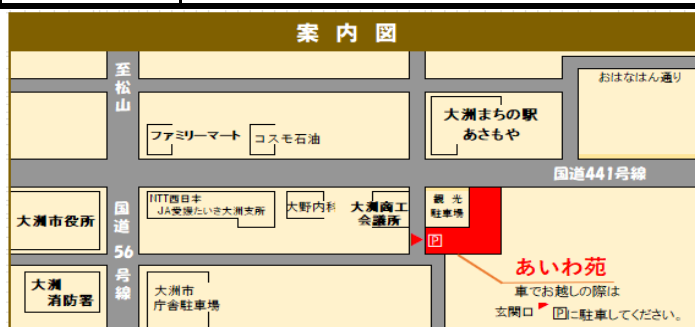 案内図
至松山
おはなはん通り
大洲まちの駅
あさもや
ファミリーマート
コスモ石油
国道441号線
大洲市役所
国道56号線
NTT西日本
JA愛媛たいき大洲支所
大野内科
大洲商工
会議所
観光
駐車場
P
あいわ苑
車でお越しの際は
玄関口 Pに駐車してください。
大洲
消防署
大洲市
庁舎駐車場